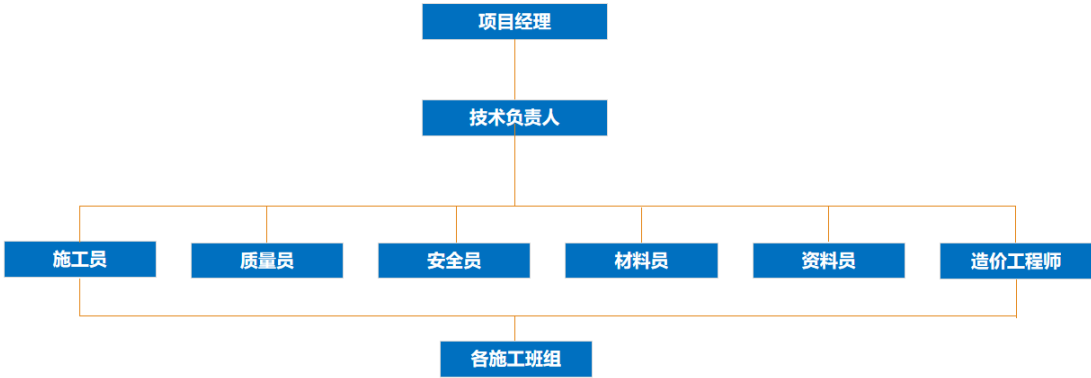 项目经理
技术负责人
施工员
质量员
安全员
材料员
资料员
造价工程师
各施工班组